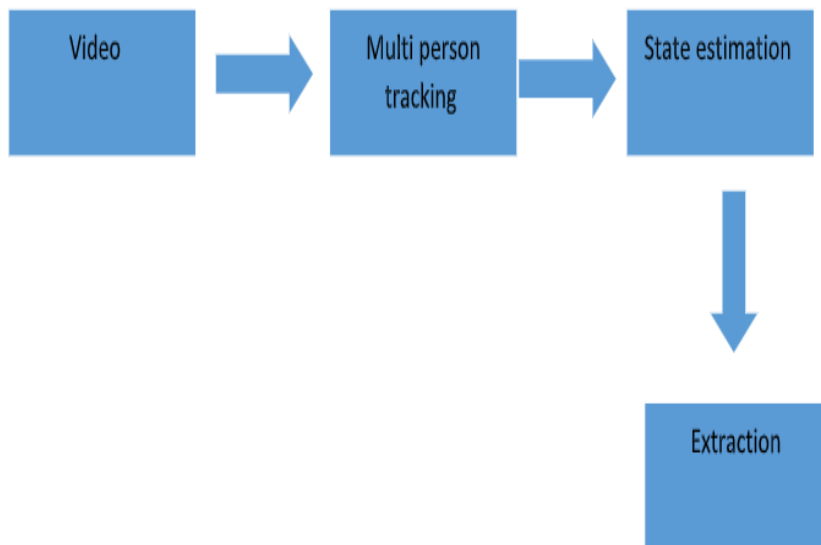 Video
Multi person
tracking
State estimation
Extraction